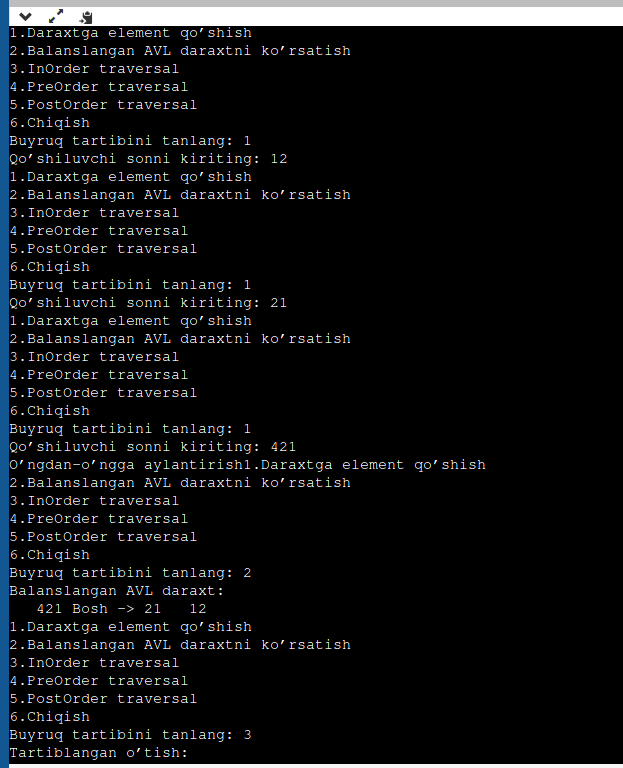 1.Daraxtga element qo’shish
2.Balanslangan AVL daraxtni ko’rsatish
3.InOrder traversal
4.PreOrder traversal
5.PostOrder traversal
6.Chiqish
Buyruq tartibini tanlang: 1
Qo’shiluvchi sonni kiriting: 12
1.Daraxtga element qo’shish
2.Balanslangan AVL daraxtni ko’rsatish
3.InOrder traversal
4.PreOrder traversal
5.PostOrder traversal
6.Chiqish
Buyruq tartibini tanlang: 1
Qo’shiluvchi sonni kiriting: 21
1.Daraxtga element qo’shish
2.Balanslangan AVL daraxtni ko’rsatish
3.InOrder traversal
4.PreOrder traversal
5.PostOrder traversal
6.Chiqish
Buyruq tartibini tanlang: 1
Qo’shiluvchi sonni kiriting: 421
O’ngdan-o’ngga aylantirish1.Daraxtga element qo’shish
2.Balanslangan AVL daraxtni ko’rsatish
3.InOrder traversal
4.PreOrder traversal
5.PostOrder traversal
6.Chiqish
Buyruq tartibini tanlang: 2
Balanslangan AVL daraxt:
   421 Bosh -> 21   12
1.Daraxtga element qo’shish
2.Balanslangan AVL daraxtni ko’rsatish
3.InOrder traversal
4.PreOrder traversal
5.PostOrder traversal
6.Chiqish
Buyruq tartibini tanlang: 3
Tartiblangan o’tish: